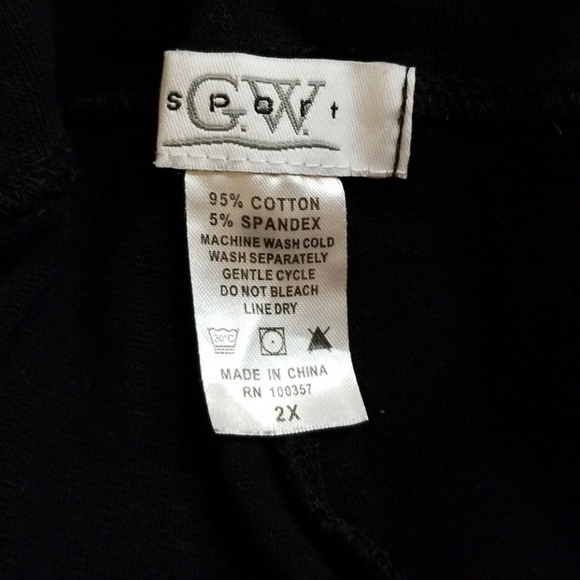 G.W. Sport
95% COTTON
5% SPANDEX
MACHINE WASH COLD
WASH SEPARATELY
GENTLE CYCLE
DO NOT BLEACH
LINE DRY
30°C
MADE IN CHINA
RN 100357
2X